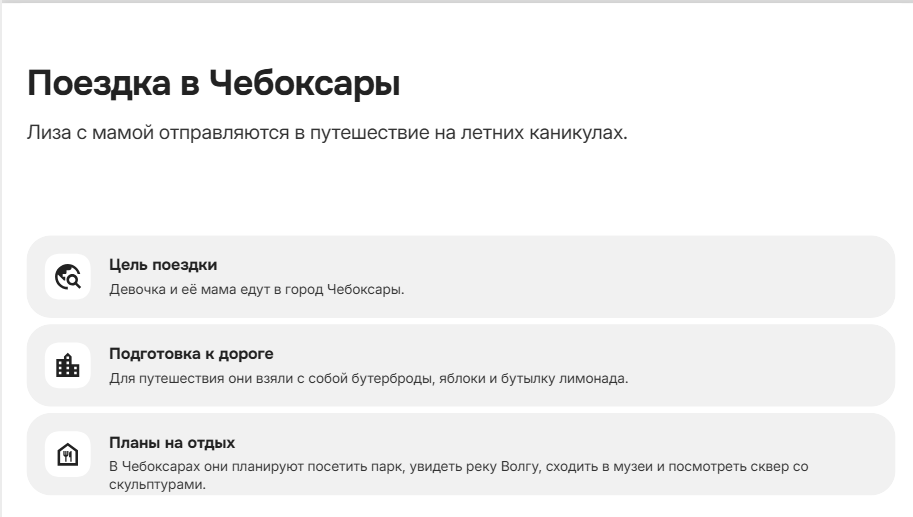 Поездка в Чебоксары
Лиза с мамой отправляются в путешествие на летних каникулах.
Цель поездки
Девочка и её мама едут в город Чебоксары.
Подготовка к дороге
Для путешествия они взяли с собой бутерброды, яблоки и бутылку лимонада.
Планы на отдых
В Чебоксарах они планируют посетить парк, увидеть реку Волгу, сходить в музеи и посмотреть сквер со
скульптурами.